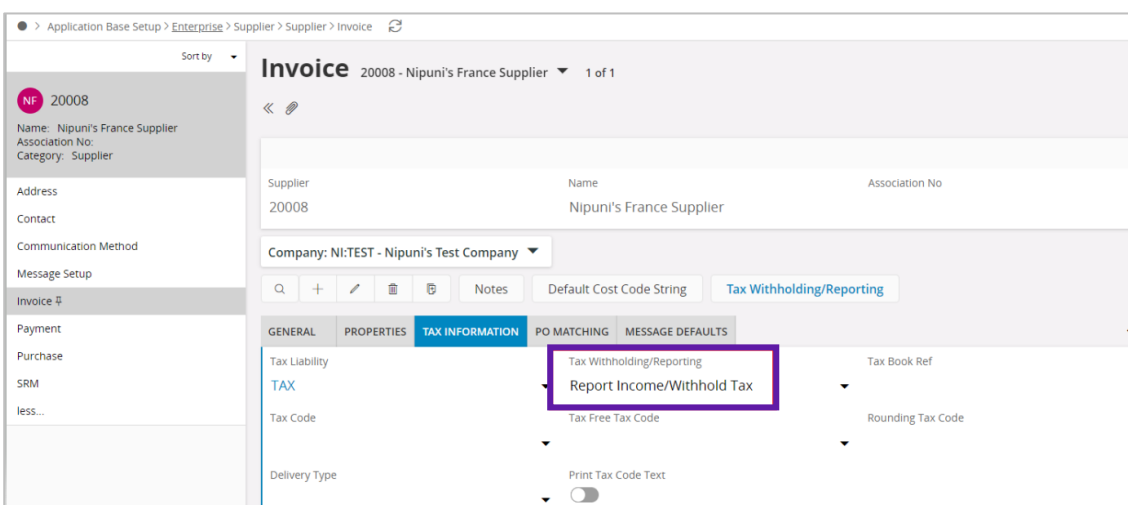 Application Base Setup > Enterprise > Supplier > Supplier > Invoice
Sort by
NF 20008
Name: Nipuni's France Supplier
Association No:
Category: Supplier
Address
Contact
Communication Method
Message Setup
Invoice
Payment
Purchase
SRM
less...
Invoice 20008 - Nipuni's France Supplier 1 of 1
Supplier Name Association No
20008 Nipuni's France Supplier
Company: NI:TEST - Nipuni's Test Company
Notes Default Cost Code String Tax Withholding/Reporting
GENERAL PROPERTIES TAX INFORMATION PO MATCHING MESSAGE DEFAULTS
Tax Liability Tax Withholding/Reporting Tax Book Ref
TAX Report Income/Withhold Tax
Tax Code Tax Free Tax Code Rounding Tax Code
Delivery Type Print Tax Code Text